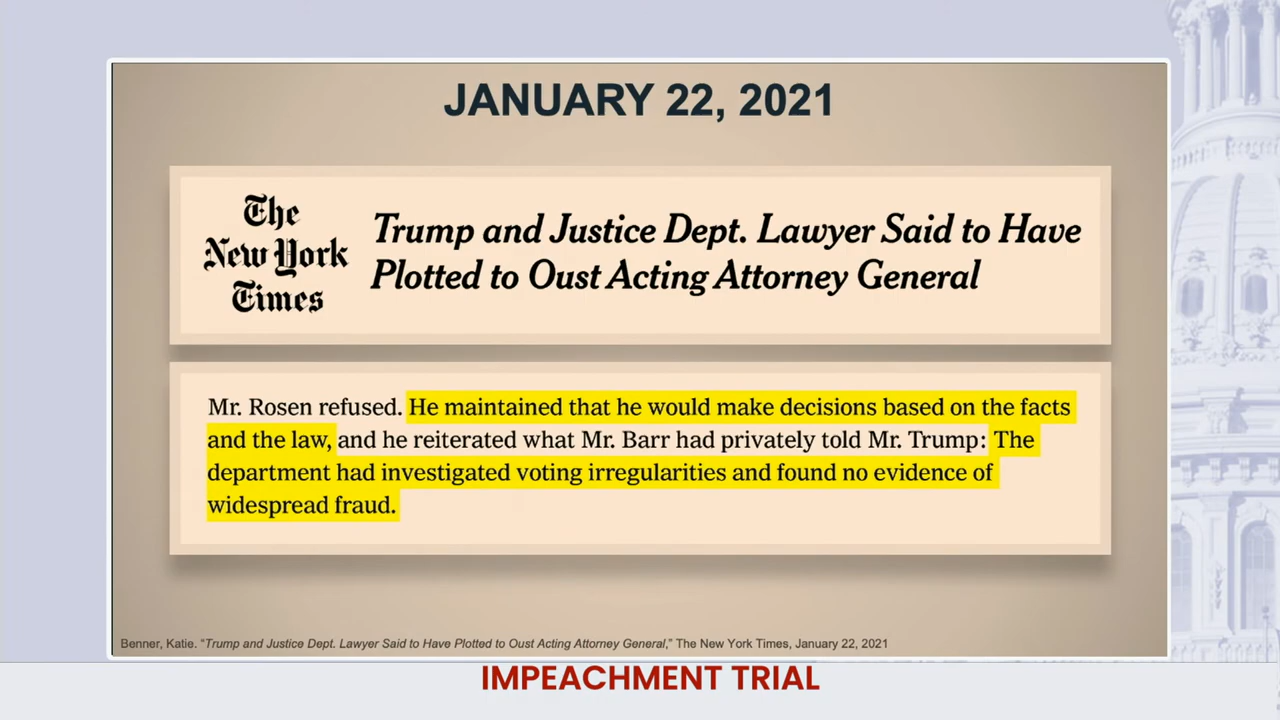 JANUARY 22, 2021
The
New York
Times
Trump and Justice Dept. Lawyer Said to Have
Plotted to Oust Acting Attorney General
Mr. Rosen refused. He maintained that he would make decisions based on the facts
and the law, and he reiterated what Mr. Barr had privately told Mr. Trump: The
department had investigated voting irregularities and found no evidence of
widespread fraud.
Benner, Katie. “Trump and Justice Dept. Lawyer Said to Have Plotted to Oust Acting Attorney General,” The New York Times, January 22, 2021
IMPEACHMENT TRIAL